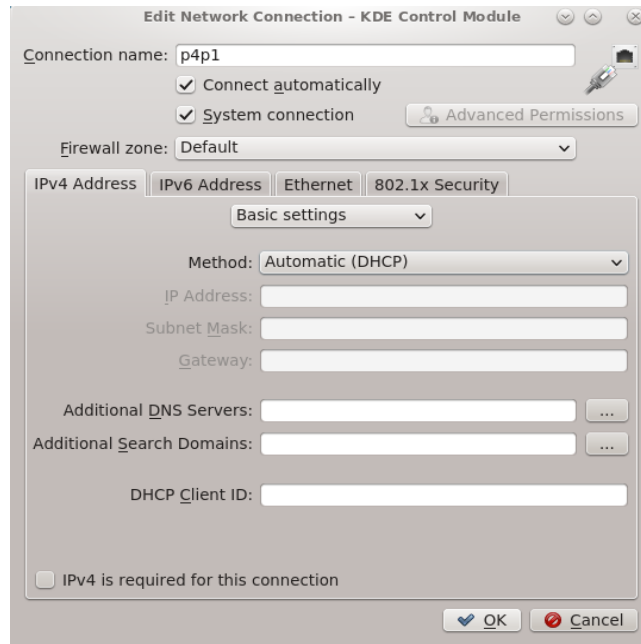 Edit Network Connection – KDE Control Module
Connection name: p4p1
Connect automatically
System connection Advanced Permissions
Firewall zone: Default
IPv4 Address IPv6 Address Ethernet 802.1x Security
Basic settings
Method: Automatic (DHCP)
IP Address:
Subnet Mask:
Gateway:
Additional DNS Servers: ...
Additional Search Domains: ...
DHCP Client ID:
IPv4 is required for this connection
OK Cancel